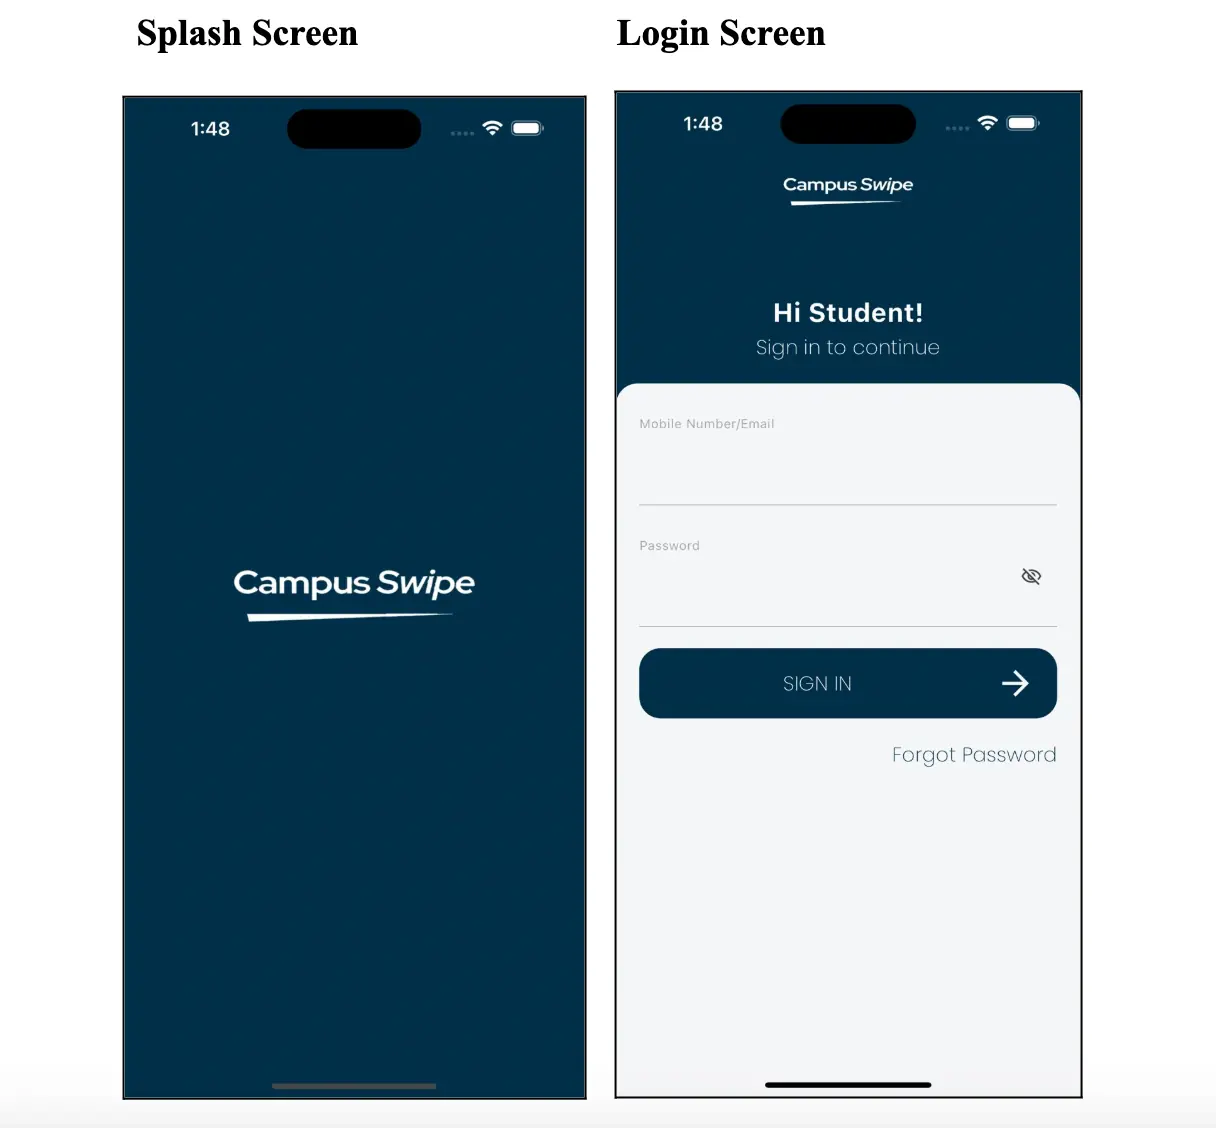 Splash Screen
Login Screen
1:48
Campus Swipe
1:48
Campus Swipe
Hi Student!
Sign in to continue
Mobile Number/Email
Password
SIGN IN
Forgot Password